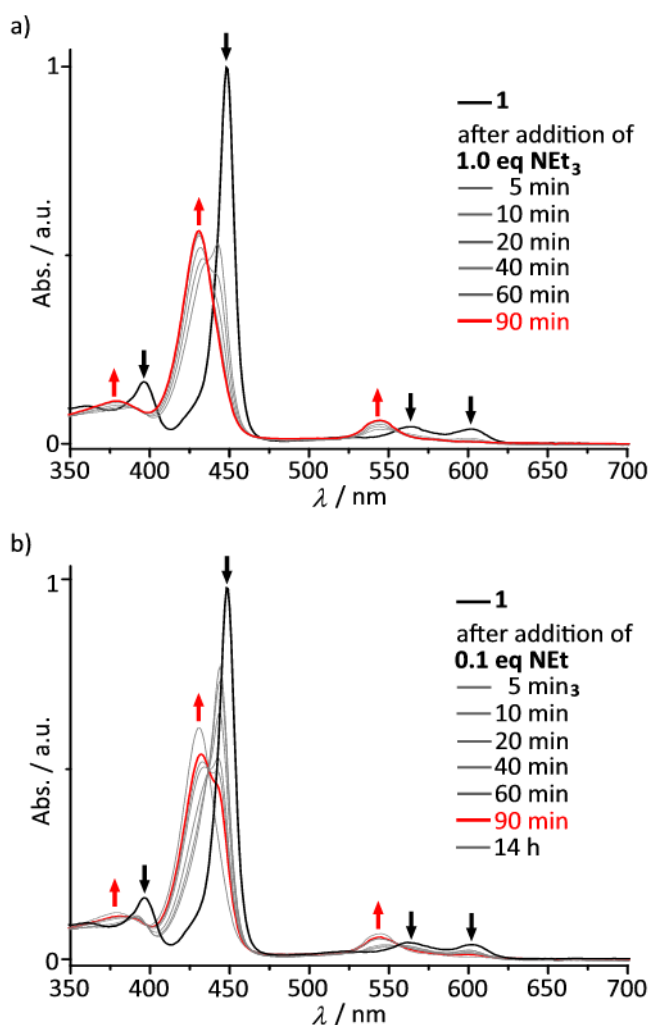 a)
1
Abs. / a.u.
0
350 400 450 500 550 600 650 700
λ / nm
1
after addition of
1.0 eq NEt₃
5 min
10 min
20 min
40 min
60 min
90 min
b)
1
Abs. / a.u.
0
350 400 450 500 550 600 650 700
λ / nm
1
after addition of
0.1 eq NEt
5 min₃
10 min
20 min
40 min
60 min
90 min
14 h